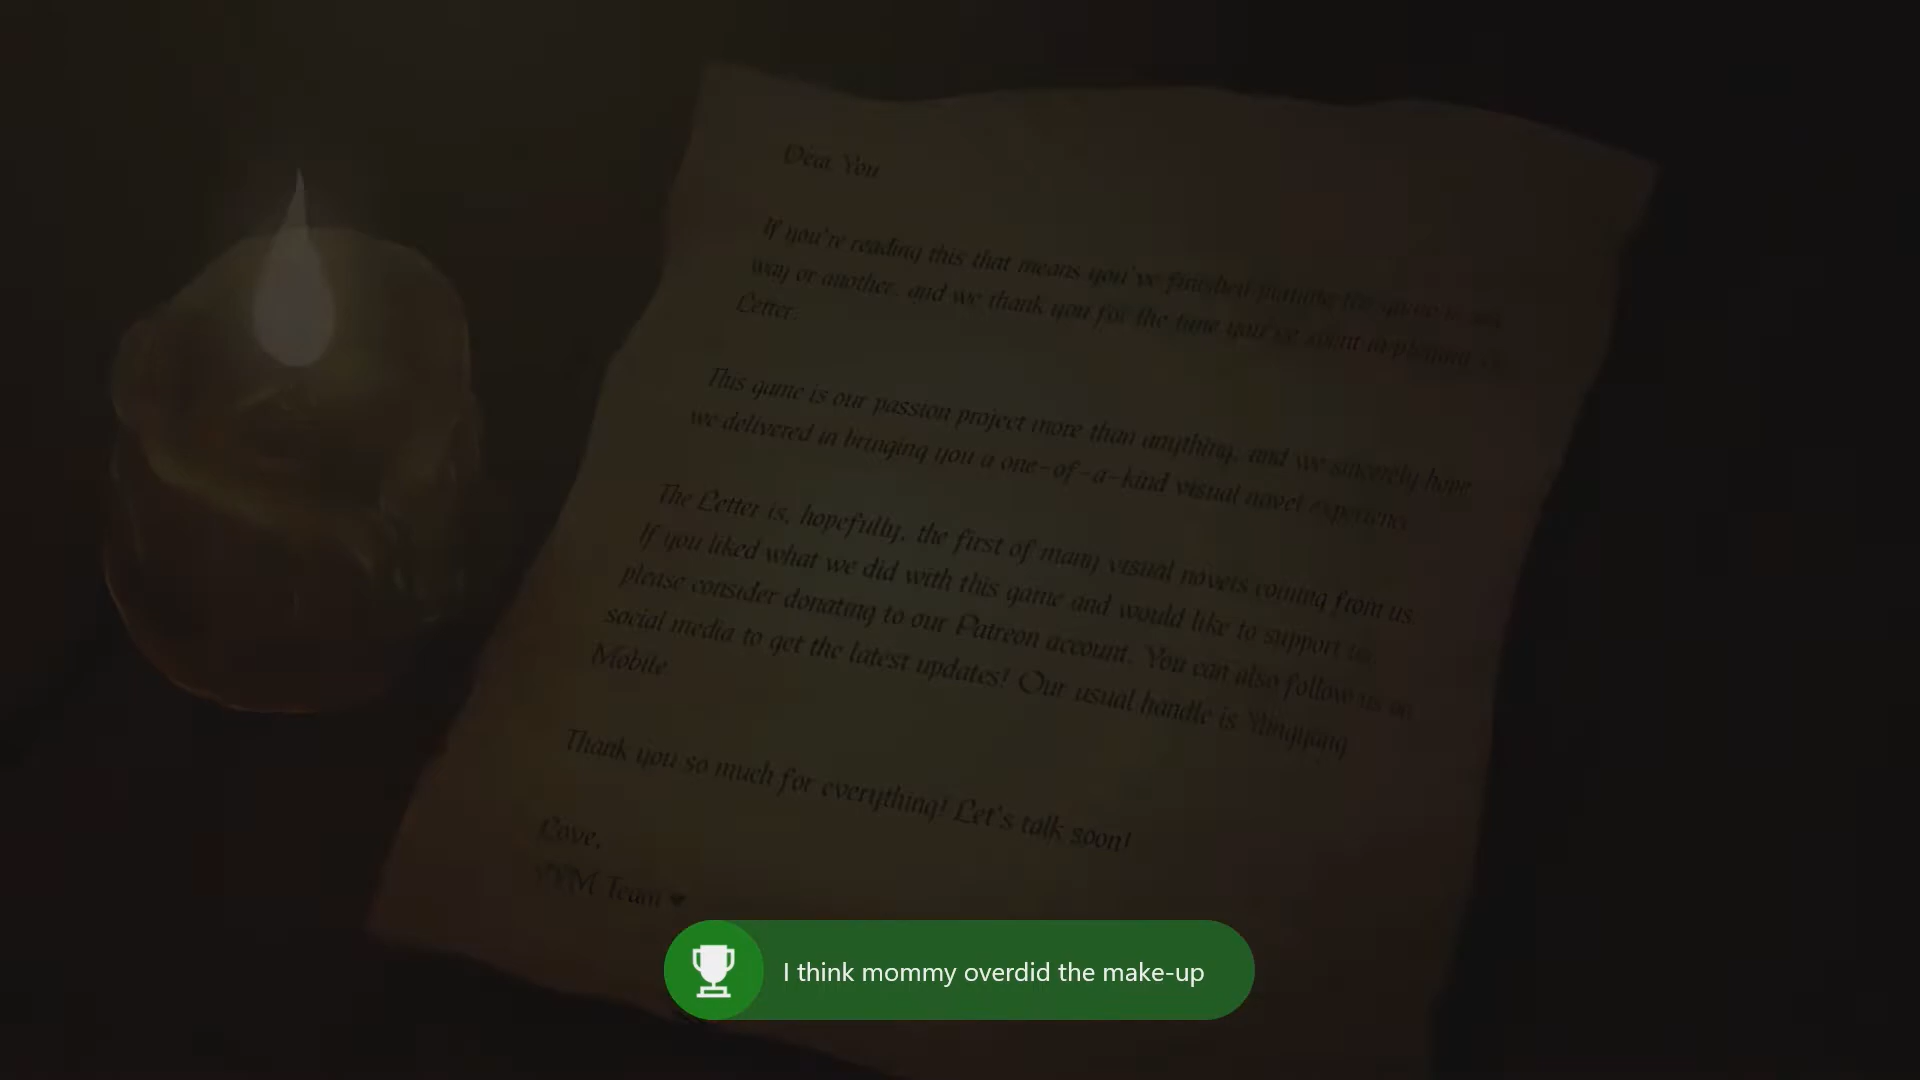 Dear You
If you're reading this that means you've finished playing the game in one
way or another, and we thank you for the time you've spent in playing The
Letter.
This game is our passion project more than anything, and we sincerely hope
we delivered in bringing you a one-of-a-kind visual novel experience
The Letter is, hopefully, the first of many visual novels coming from us.
If you liked what we did with this game and would like to support us,
please consider donating to our Patreon account. You can also follow us on
social media to get the latest updates! Our usual handle is Yangyang
Mobile
Thank you so much for everything! Let's talk soon!
Love,
YYM Team ♥
I think mommy overdid the make-up